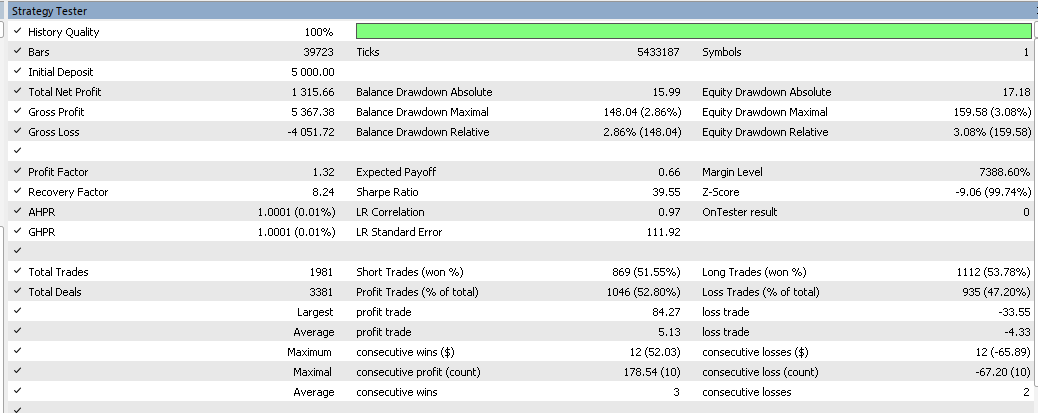 Strategy Tester
History Quality 100%
Bars 39723 Ticks 5433187 Symbols 1
Initial Deposit 5 000.00
Total Net Profit 1 315.66 Balance Drawdown Absolute 15.99 Equity Drawdown Absolute 17.18
Gross Profit 5 367.38 Balance Drawdown Maximal 148.04 (2.86%) Equity Drawdown Maximal 159.58 (3.08%)
Gross Loss -4 051.72 Balance Drawdown Relative 2.86% (148.04) Equity Drawdown Relative 3.08% (159.58)
Profit Factor 1.32 Expected Payoff 0.66 Margin Level 7388.60%
Recovery Factor 8.24 Sharpe Ratio 39.55 Z-Score -9.06 (99.74%)
AHPR 1.0001 (0.01%) LR Correlation 0.97 OnTester result 0
GHPR 1.0001 (0.01%) LR Standard Error 111.92
Total Trades 1981 Short Trades (won %) 869 (51.55%) Long Trades (won %) 1112 (53.78%)
Total Deals 3381 Profit Trades (% of total) 1046 (52.80%) Loss Trades (% of total) 935 (47.20%)
Largest profit trade 84.27 loss trade -33.55
Average profit trade 5.13 loss trade -4.33
Maximum consecutive wins ($) 12 (52.03) consecutive losses ($) 12 (-65.89)
Maximal consecutive profit (count) 178.54 (10) consecutive loss (count) -67.20 (10)
Average consecutive wins 3 consecutive losses 2